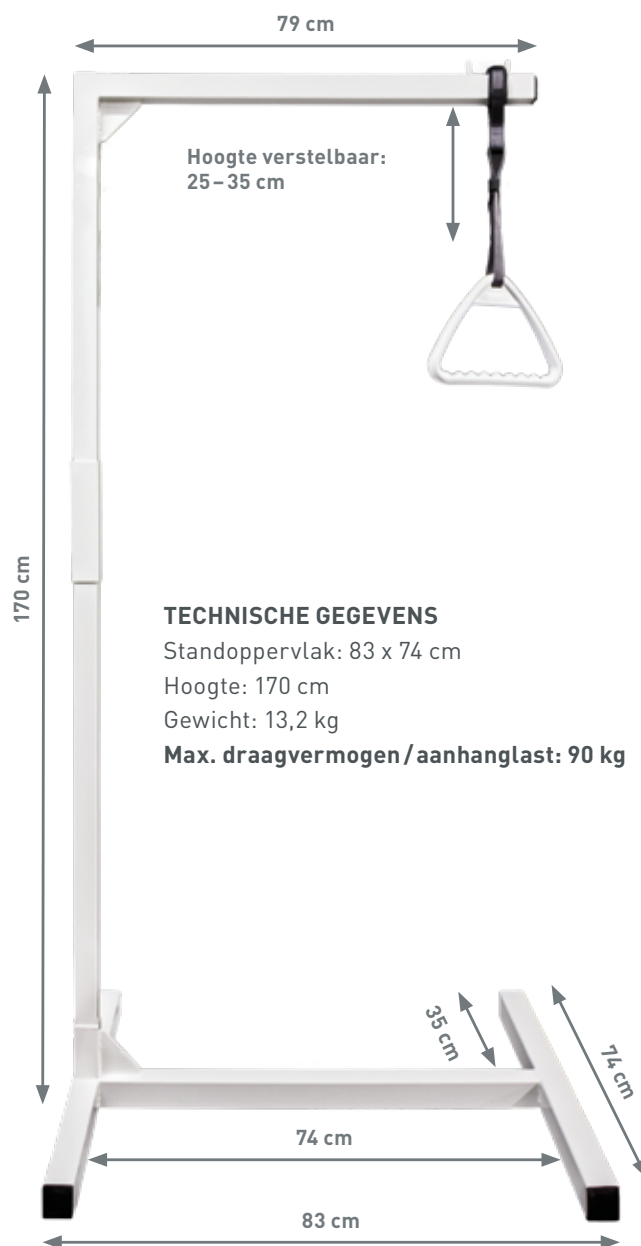 79 cm
Hoogte verstelbaar:
25–35 cm
170 cm
TECHNISCHE GEGEVENS
Standoppervlak: 83 x 74 cm
Hoogte: 170 cm
Gewicht: 13,2 kg
Max. draagvermogen/aanhanglast: 90 kg
35 cm
74 cm
74 cm
83 cm